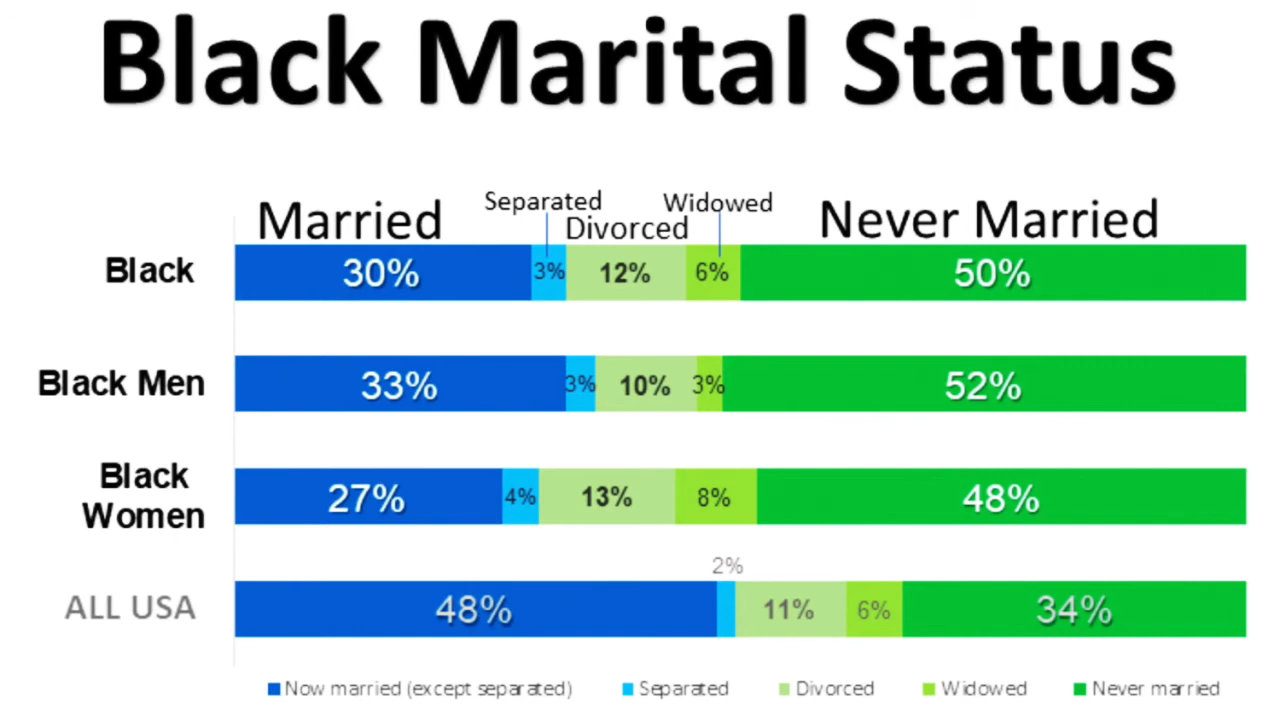 Black Marital Status
Married
Separated
Divorced
Widowed
Never Married
Black
30%
3%
12%
6%
50%
Black Men
33%
3%
10%
3%
52%
Black
Women
27%
4%
13%
8%
48%
ALL USA
48%
2%
11%
6%
34%
Now married (except separated)
Separated
Divorced
Widowed
Never married